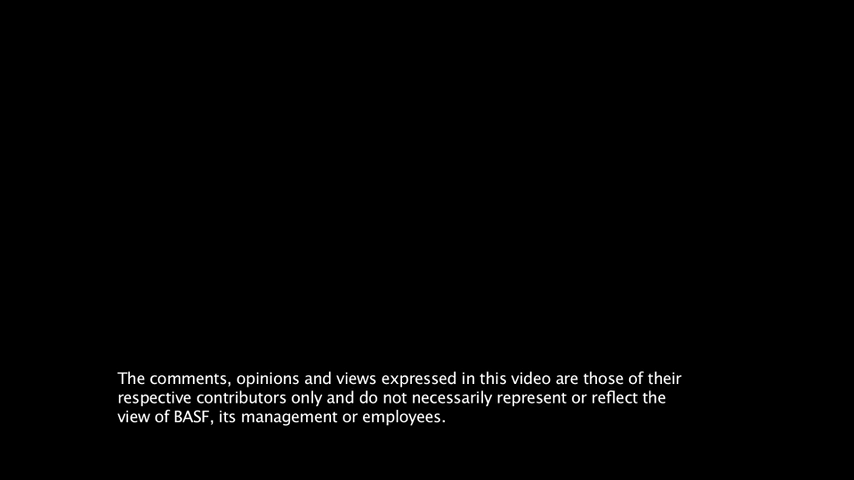 The comments, opinions and views expressed in this video are those of their
respective contributors only and do not necessarily represent or reflect the
view of BASF, its management or employees.